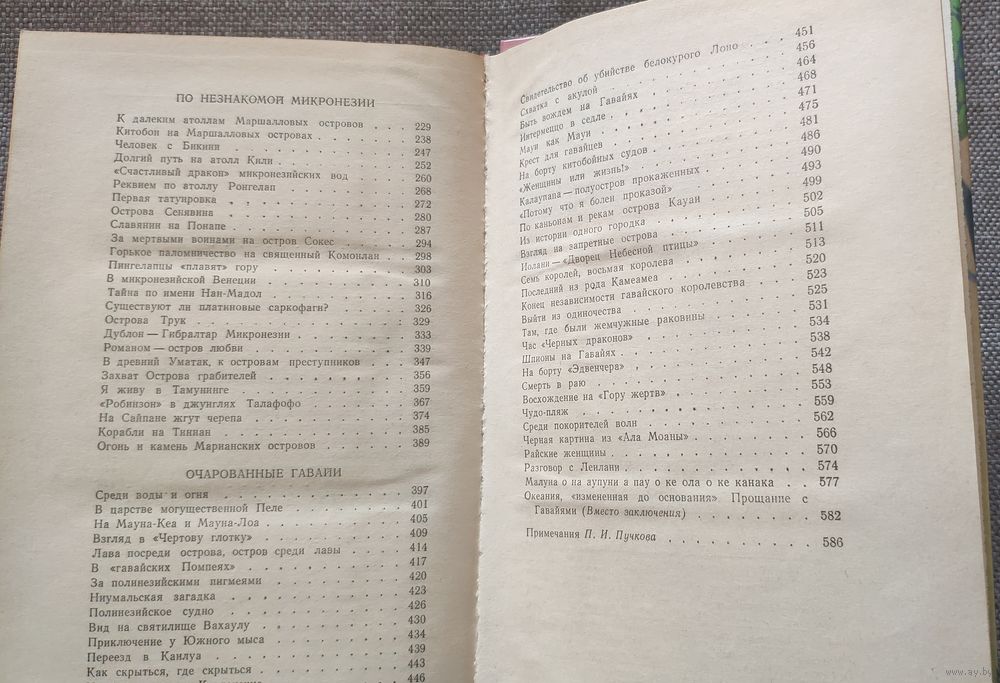 ПО НЕЗНАКОМОЙ МИКРОНЕЗИИ
К далеким атоллам Маршалловых островов . . . 229
Китобои на Маршалловых островах . . . 238
Человек с Бикини . . . 247
Долгий путь на атолл Кили . . . 252
«Счастливый дракон» микронезийских вод . . . 260
Реквием по атоллу Ронгелап . . . 268
Первая татуировка . . . 272
Острова Сенявина . . . 280
Славянин на Понапе . . . 287
За мертвыми воинами на остров Сокес . . . 294
Горькое паломничество на священный Комонлан . 298
Пингелапцы «плавят» гору . . . 303
В микронезийской Венеции . . . 310
Тайна по имени Нан-Мадол . . . 316
Существуют ли платиновые саркофаги? . . . 326
Острова Трук . . . 329
Дублон — Гибралтар Микронезии . . . 333
Романом — остров любви . . . 339
В древний Уматак, к островам преступников . . . 347
Захват Острова грабителей . . . 356
Я живу в Тамунинге . . . 359
«Робинзон» в джунглях Талафофо . . . 367
На Сайпане жгут черепа . . . 374
Корабли на Тиниан . . . 385
Огонь и камень Марианских островов . . . 389
ОЧАРОВАННЫЕ ГАВАЙИ
Среди воды и огня . . . 397
В царстве могущественной Пеле . . . 401
На Мауна-Кеа и Мауна-Лоа . . . 405
Взгляд в «Чертову глотку» . . . 409
Лава посреди острова, остров среди лавы . . . 414
В «гавайских Помпеях» . . . 417
За полинезийскими пигмеями . . . 420
Ниумальская загадка . . . 423
Полинезийское судно . . . 426
Вид на святилище Вахаулу . . . 430
Приключение у Южного мыса . . . 434
Переезд в Каилуа . . . 439
Как скрыться, где скрыться . . . 443
446
Свидетельство об убийстве белокурого Лоно . . . 451
Схватка с акулой . . . 456
Быть вождем на Гавайях . . . 464
Интермеццо в седле . . . 468
Мауи как Мауи . . . 471
Крест для гавайцев . . . 475
На борту китобойных судов . . . 481
«Женщины или жизнь!» . . . 486
Калаупапа — полуостров прокаженных . . . 490
«Потому что я болен проказой» . . . 493
По каньонам и рекам острова Кауаи . . . 499
Из истории одного городка . . . 502
Взгляд на запретные острова . . . 505
Иолани — «Дворец Небесной птицы» . . . 511
Семь королей, восьмая королева . . . 513
Последний из рода Камеамеа . . . 520
Конец независимости гавайского королевства . . . 523
Выйти из одиночества . . . 525
Там, где были жемчужные раковины . . . 531
Час «Черных драконов» . . . 534
Шпионы на Гавайях . . . 538
На борту «Эдвенчера» . . . 542
Смерть в раю . . . 548
Восхождение на «Гору жертв» . . . 553
Чудо-пляж . . . 559
Среди покорителей волн . . . 562
Черная картина из «Ала Моаны» . . . 566
Райские женщины . . . 570
Разговор с Леилани . . . 574
Малуна о на аупуни а пау о ке ола о ке канака . . 577
Океания, «измененная до основания» Прощание с
Гавайями (Вместо заключения) . . . 582
Примечания П. И. Пучкова . . . 586
www.ay.by